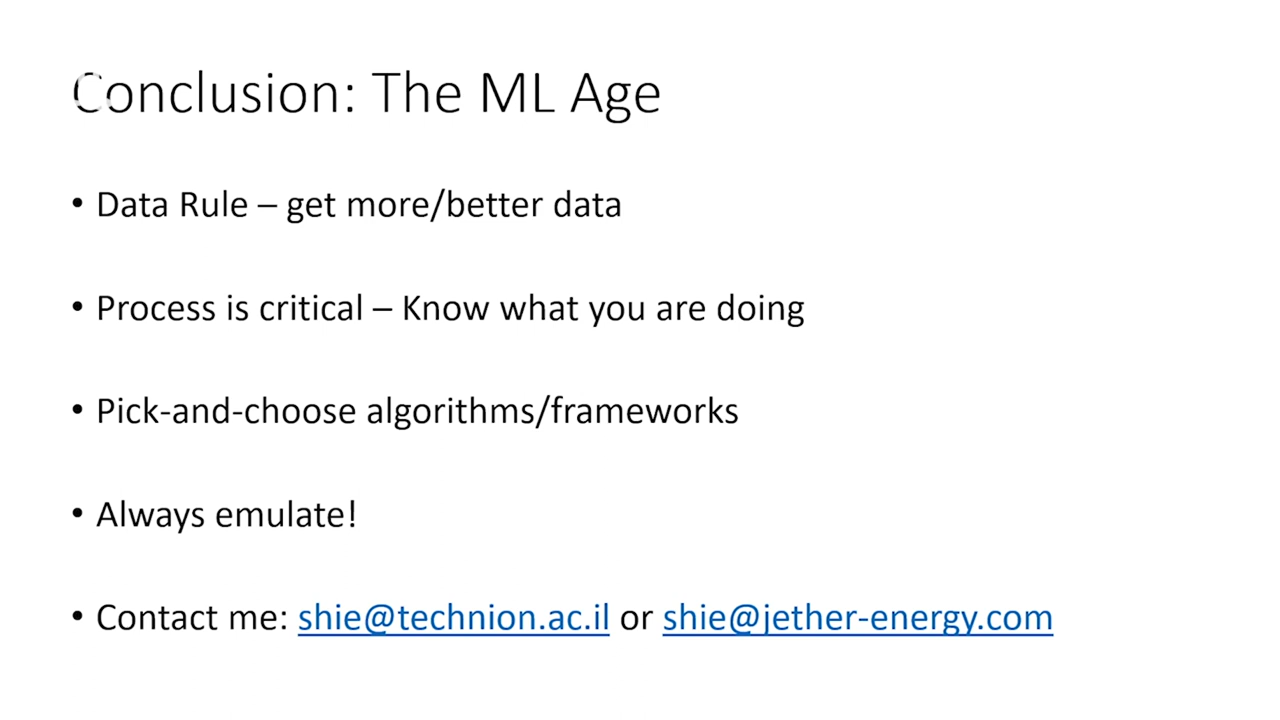 Conclusion: The ML Age
• Data Rule – get more/better data
• Process is critical – Know what you are doing
• Pick-and-choose algorithms/frameworks
• Always emulate!
• Contact me: shie@technion.ac.il or shie@jether-energy.com